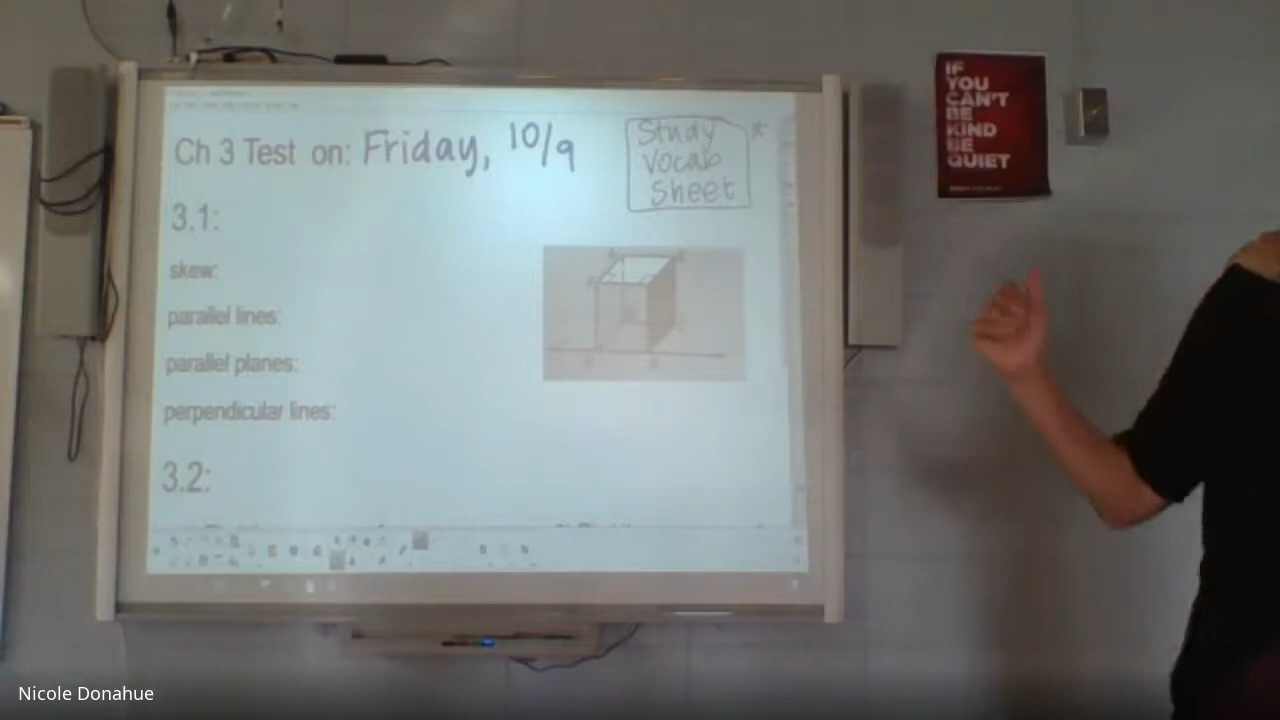 Ch 3 Test on: Friday, 10/9
Study
Vocab
Sheet
*
3.1:
skew:
parallel lines:
parallel planes:
perpendicular lines:
3.2:
IF
YOU
CAN'T
BE
KIND
BE
QUIET
Nicole Donahue